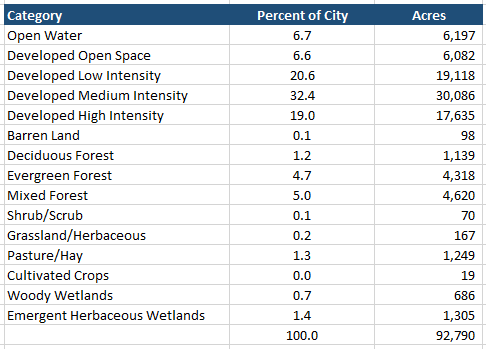 Category Percent of City Acres
Open Water 6.7 6,197
Developed Open Space 6.6 6,082
Developed Low Intensity 20.6 19,118
Developed Medium Intensity 32.4 30,086
Developed High Intensity 19.0 17,635
Barren Land 0.1 98
Deciduous Forest 1.2 1,139
Evergreen Forest 4.7 4,318
Mixed Forest 5.0 4,620
Shrub/Scrub 0.1 70
Grassland/Herbaceous 0.2 167
Pasture/Hay 1.3 1,249
Cultivated Crops 0.0 19
Woody Wetlands 0.7 686
Emergent Herbaceous Wetlands 1.4 1,305
100.0 92,790